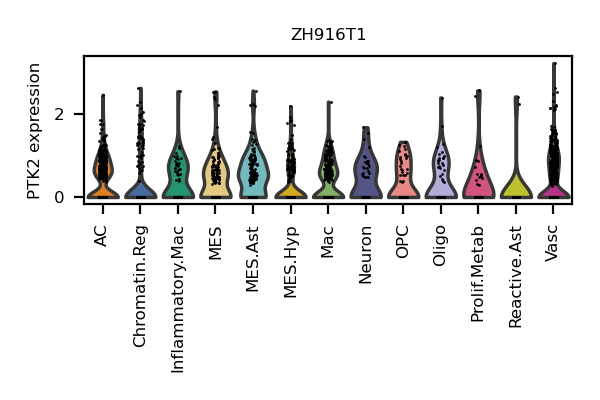 ZH916T1
PTK2 expression
2
0
AC
Chromatin.Reg
Inflammatory.Mac
MES
MES.Ast
MES.Hyp
Mac
Neuron
OPC
Oligo
Prolif.Metab
Reactive.Ast
Vasc